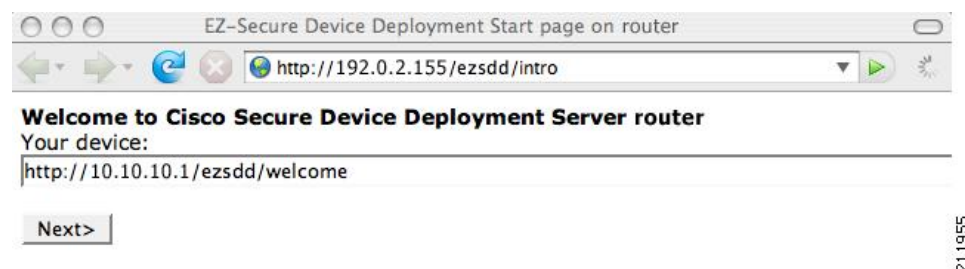 EZ-Secure Device Deployment Start page on router
http://192.0.2.155/ezsdd/intro
Welcome to Cisco Secure Device Deployment Server router
Your device:
http://10.10.10.1/ezsdd/welcome
Next>
211955